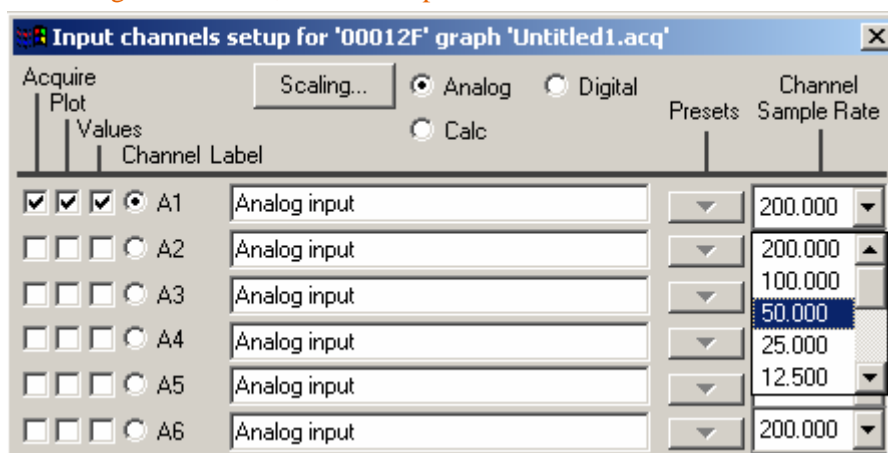 Input channels setup for '00012F' graph 'Untitled1.acq'
Acquire
Plot
Values
Channel Label
Scaling...
Analog
Digital
Calc
Presets
Channel
Sample Rate
A1 Analog input 200.000
A2 Analog input 200.000
A3 Analog input 100.000
50.000
A4 Analog input 25.000
A5 Analog input 12.500
A6 Analog input 200.000